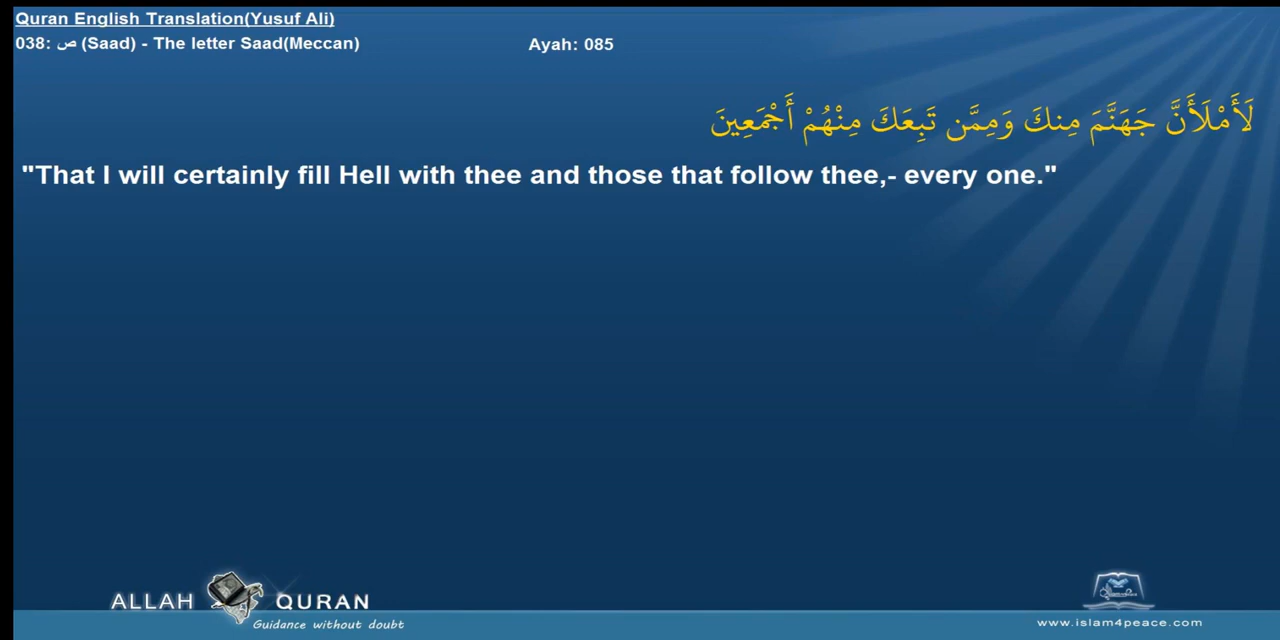 Quran English Translation(Yusuf Ali)
038: ص (Saad) - The letter Saad(Meccan) Ayah: 085
لَأَمْلَأَنَّ جَهَنَّمَ مِنكَ وَمِمَّن تَبِعَكَ مِنْهُمْ أَجْمَعِينَ
"That I will certainly fill Hell with thee and those that follow thee,- every one."
ALLAH QURAN
Guidance without doubt
www.islam4peace.com